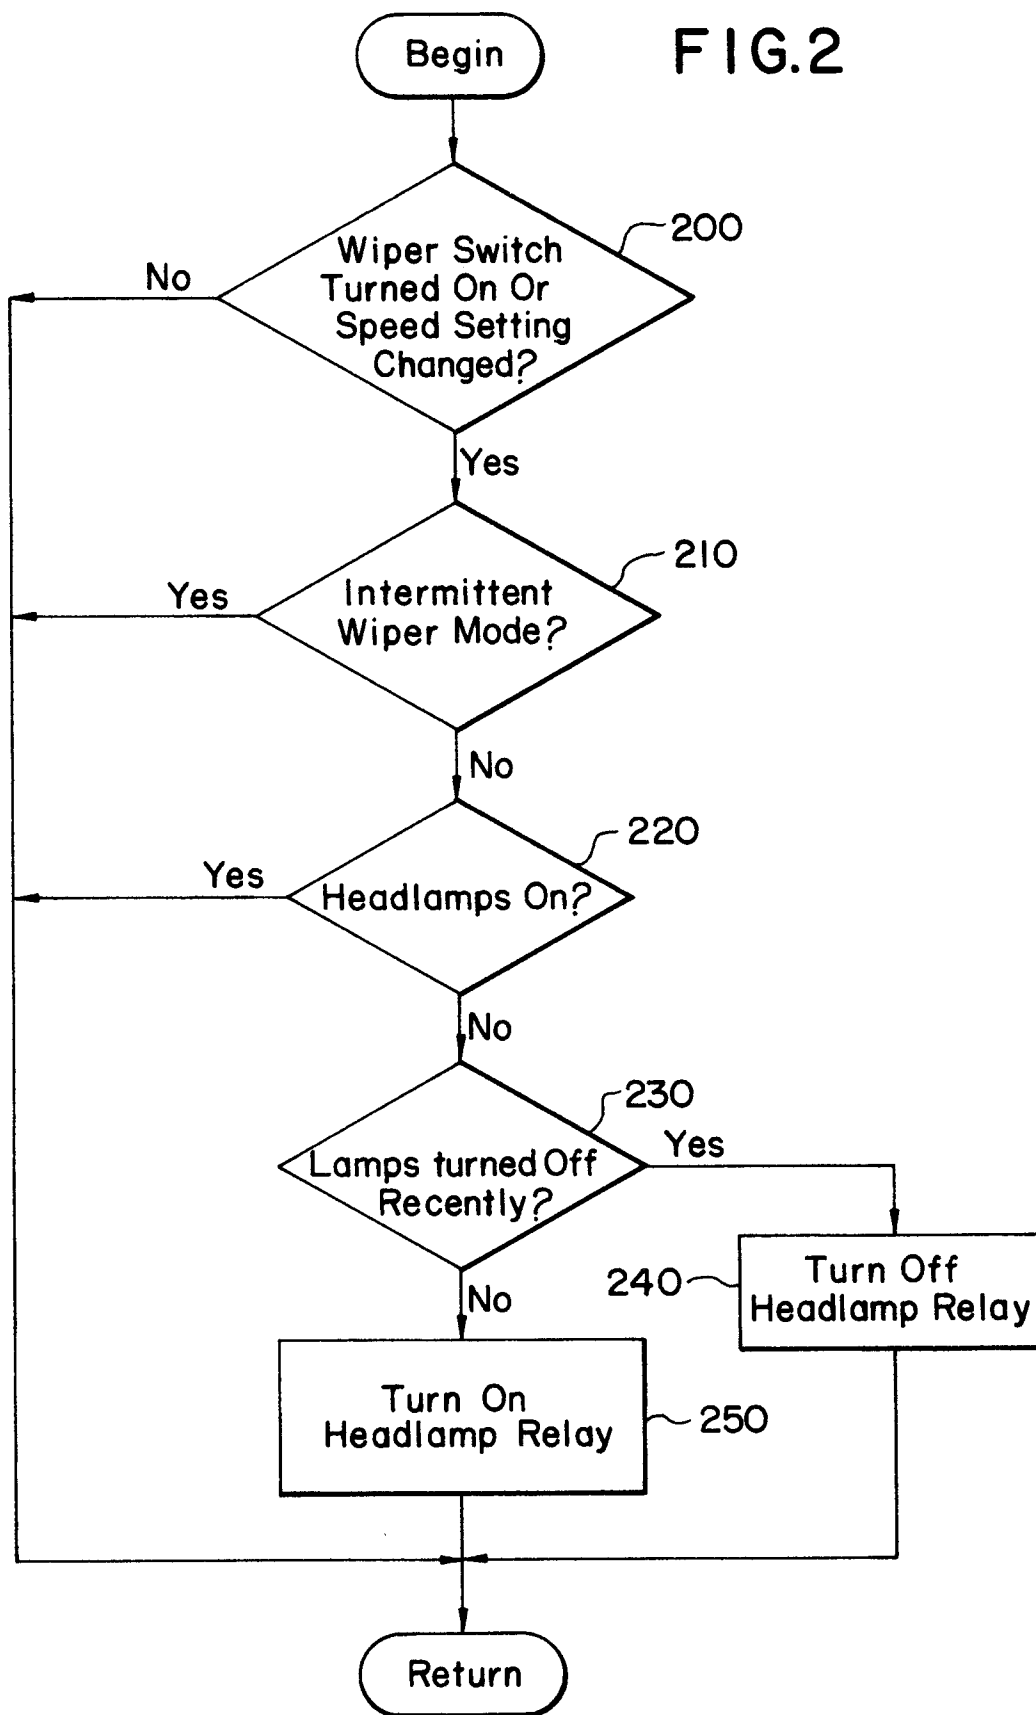 Begin
FIG.2
200
Wiper Switch
Turned On Or
Speed Setting
Changed?
No
Yes
210
Intermittent
Wiper Mode?
Yes
No
220
Headlamps On?
Yes
No
230
Lamps turned Off
Recently?
Yes
No
240
Turn Off
Headlamp Relay
Turn On
Headlamp Relay
250
Return